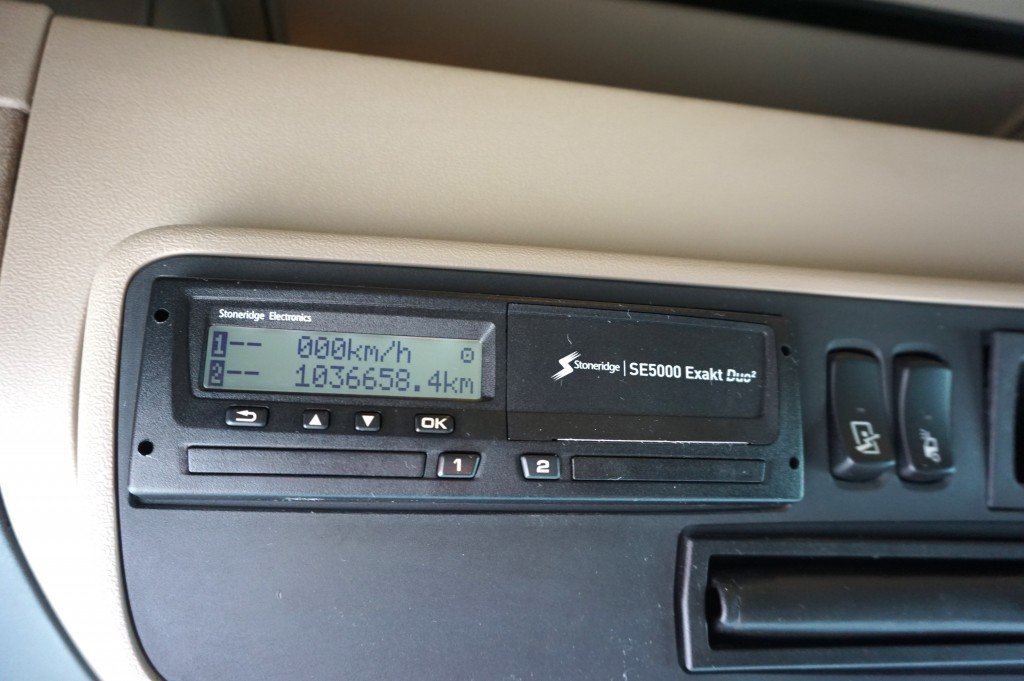 Stoneridge Electronics
1-- 000km/h
2-- 1036658.4km
OK
1
2
Stoneridge | SE5000 Exakt Duo²